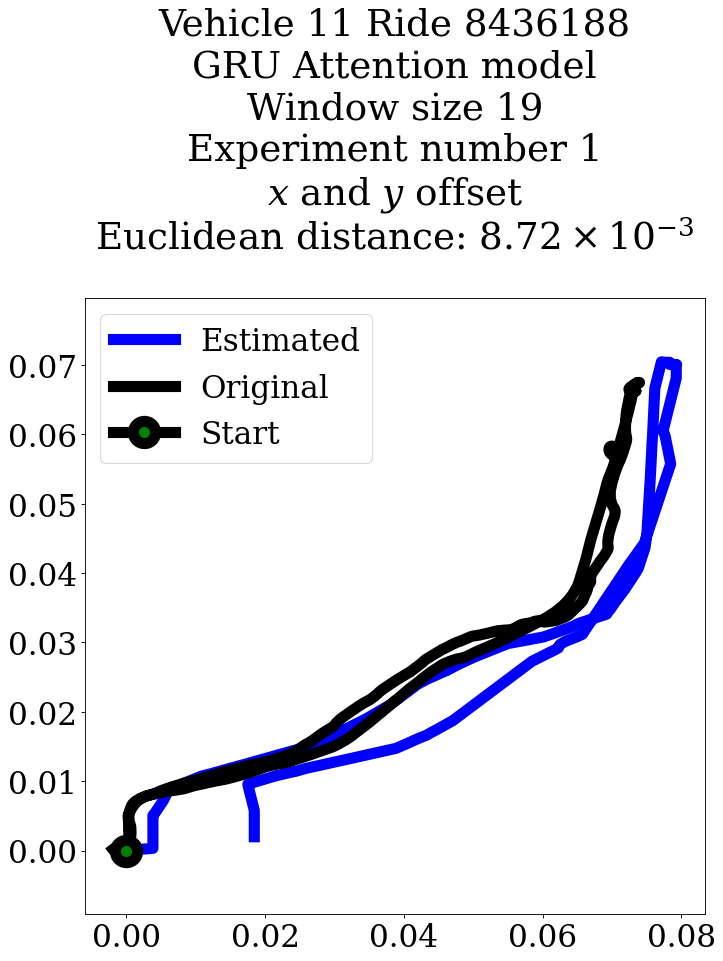 Vehicle 11 Ride 8436188
GRU Attention model
Window size 19
Experiment number 1
x and y offset
Euclidean distance: 8.72 × 10⁻³
Estimated
Original
Start
0.07
0.06
0.05
0.04
0.03
0.02
0.01
0.00
0.00 0.02 0.04 0.06 0.08